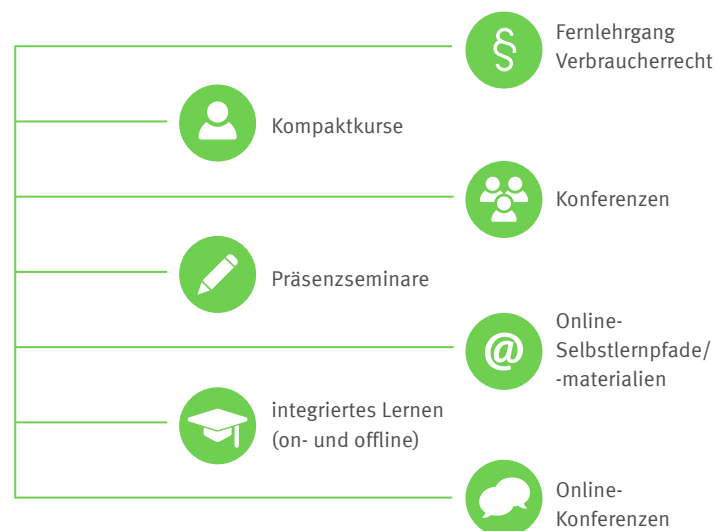 §
Fernlehrgang
Verbraucherrecht
Kompaktkurse
Konferenzen
Präsenzseminare
@
Online-
Selbstlernpfade/
-materialien
integriertes Lernen
(on- und offline)
Online-
Konferenzen